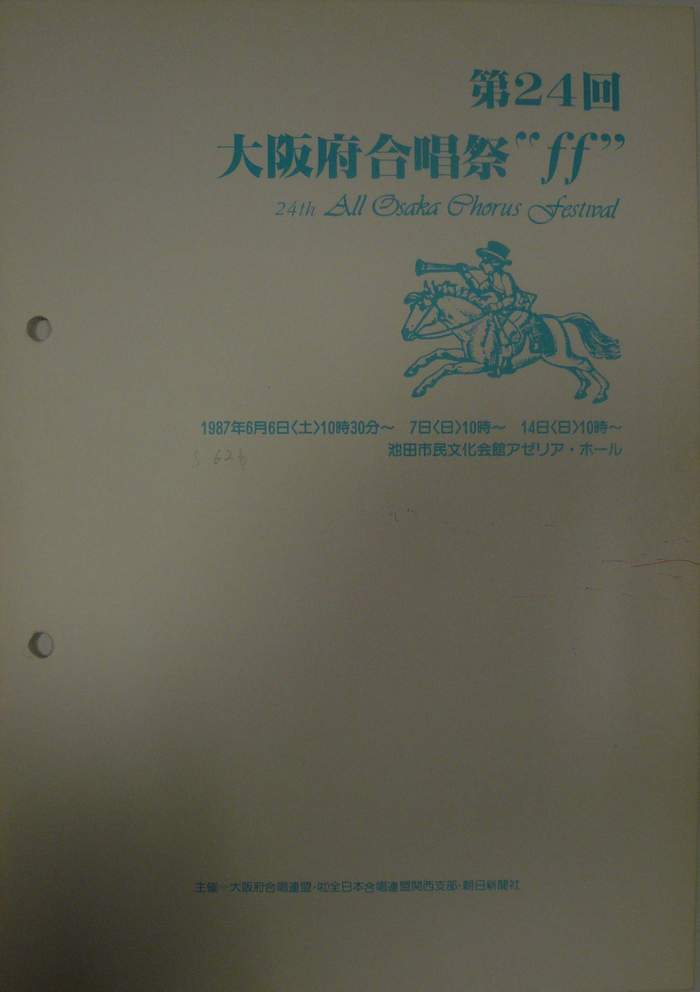 第24回
大阪府合唱祭“ff”
24th All Osaka Chorus Festival
1987年6月6日〈土〉10時30分〜　7日〈日〉10時〜　14日〈日〉10時〜
池田市民文化会館アゼリア・ホール
S 62
主催＝大阪府合唱連盟・㈳全日本合唱連盟関西支部・朝日新聞社